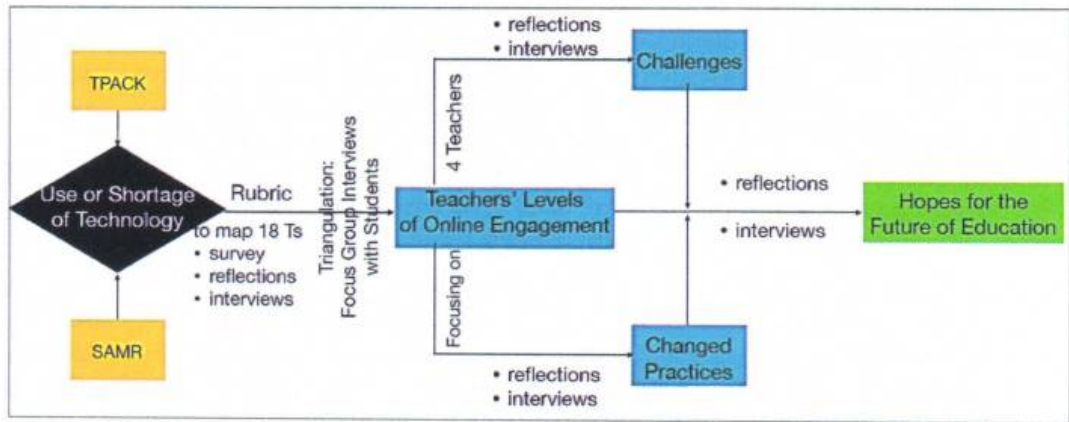 TPACK
Use or Shortage
of Technology
SAMR
Rubric
to map 18 Ts
• survey
• reflections
• interviews
Triangulation:
Focus Group Interviews
with Students
Teachers' Levels
of Online Engagement
Focusing on
4 Teachers
• reflections
• interviews
Challenges
• reflections
• interviews
Changed
Practices
• reflections
• interviews
Hopes for the
Future of Education